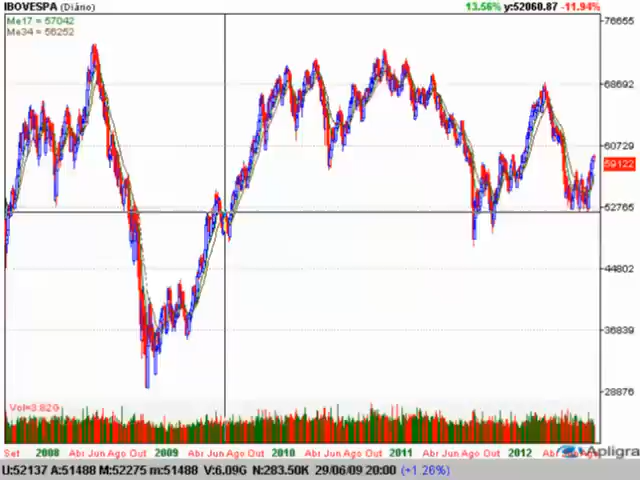 IBOVESPA (Diário) 13.56% y:52060.87 -11.94%
Me17 = 57042
Me34 = 56252
76655
68692
60729
59122
52765
44802
36839
28876
Vol=3.82G
Set 2008 Abr Jun Ago Out 2009 Abr Jun Ago Out 2010 Abr Jun Ago Out 2011 Abr Jun Ago Out 2012 Abr
Apligra
U:52137 A:51488 M:52275 m:51488 V:6.09G N:283.50K 29/06/09 20:00 (+1.26%)